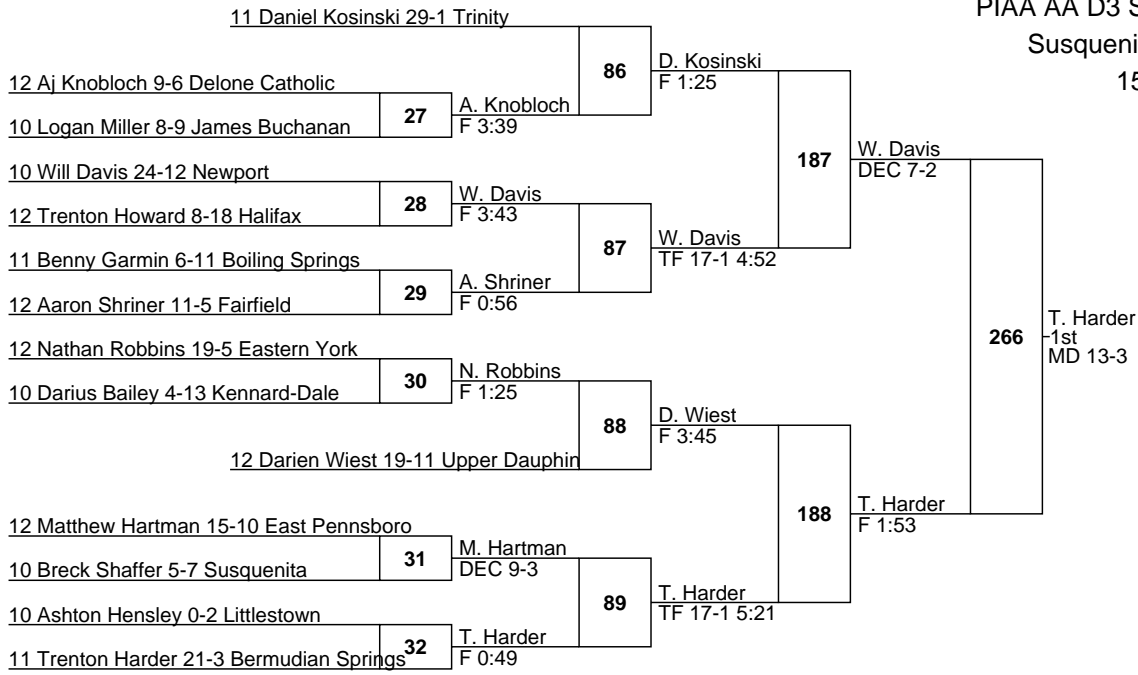 PIAA AA D3 S
Susqueni
15
11 Daniel Kosinski 29-1 Trinity
86
D. Kosinski
F 1:25
12 Aj Knobloch 9-6 Delone Catholic
27
A. Knobloch
F 3:39
10 Logan Miller 8-9 James Buchanan
187
W. Davis
DEC 7-2
10 Will Davis 24-12 Newport
28
W. Davis
F 3:43
12 Trenton Howard 8-18 Halifax
87
W. Davis
TF 17-1 4:52
11 Benny Garmin 6-11 Boiling Springs
29
A. Shriner
F 0:56
12 Aaron Shriner 11-5 Fairfield
266
T. Harder
1st
MD 13-3
12 Nathan Robbins 19-5 Eastern York
30
N. Robbins
F 1:25
10 Darius Bailey 4-13 Kennard-Dale
88
D. Wiest
F 3:45
12 Darien Wiest 19-11 Upper Dauphin
188
T. Harder
F 1:53
12 Matthew Hartman 15-10 East Pennsboro
31
M. Hartman
DEC 9-3
10 Breck Shaffer 5-7 Susquenita
89
T. Harder
TF 17-1 5:21
10 Ashton Hensley 0-2 Littlestown
32
T. Harder
F 0:49
11 Trenton Harder 21-3 Bermudian Springs